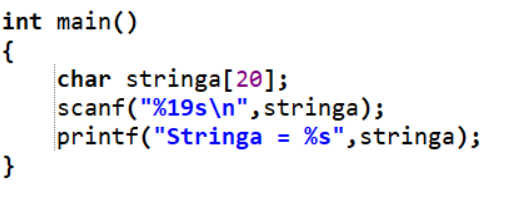 int main()
{
    char stringa[20];
    scanf("%19s\n",stringa);
    printf("Stringa = %s",stringa);
}